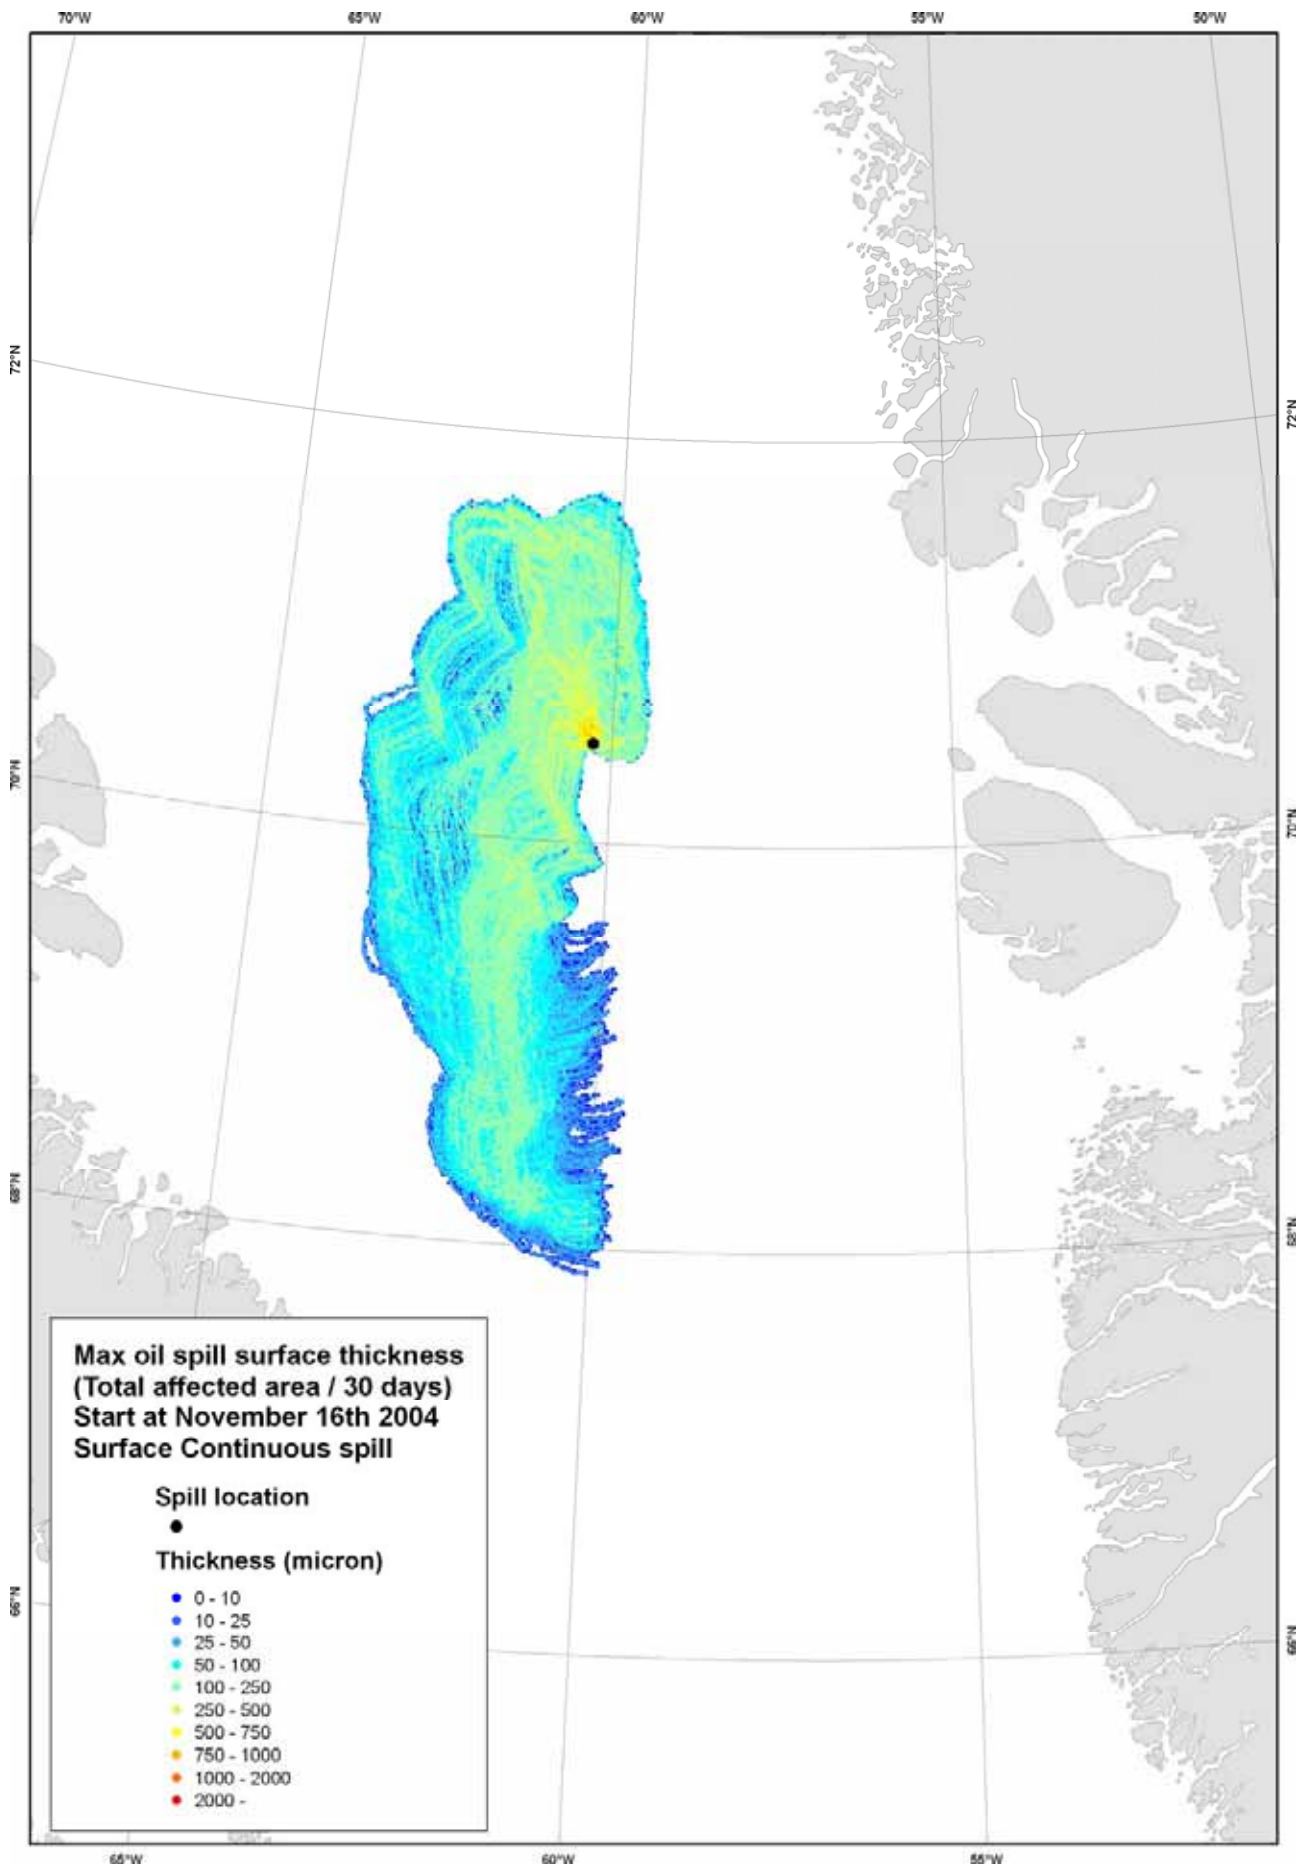 70°W 65°W 60°W 55°W 50°W
72°N
72°N
70°N
70°N
68°N
68°N
66°N
66°N
Max oil spill surface thickness
(Total affected area / 30 days)
Start at November 16th 2004
Surface Continuous spill
Spill location
Thickness (micron)
0 - 10
10 - 25
25 - 50
50 - 100
100 - 250
250 - 500
500 - 750
750 - 1000
1000 - 2000
2000 -
65°W 60°W 55°W